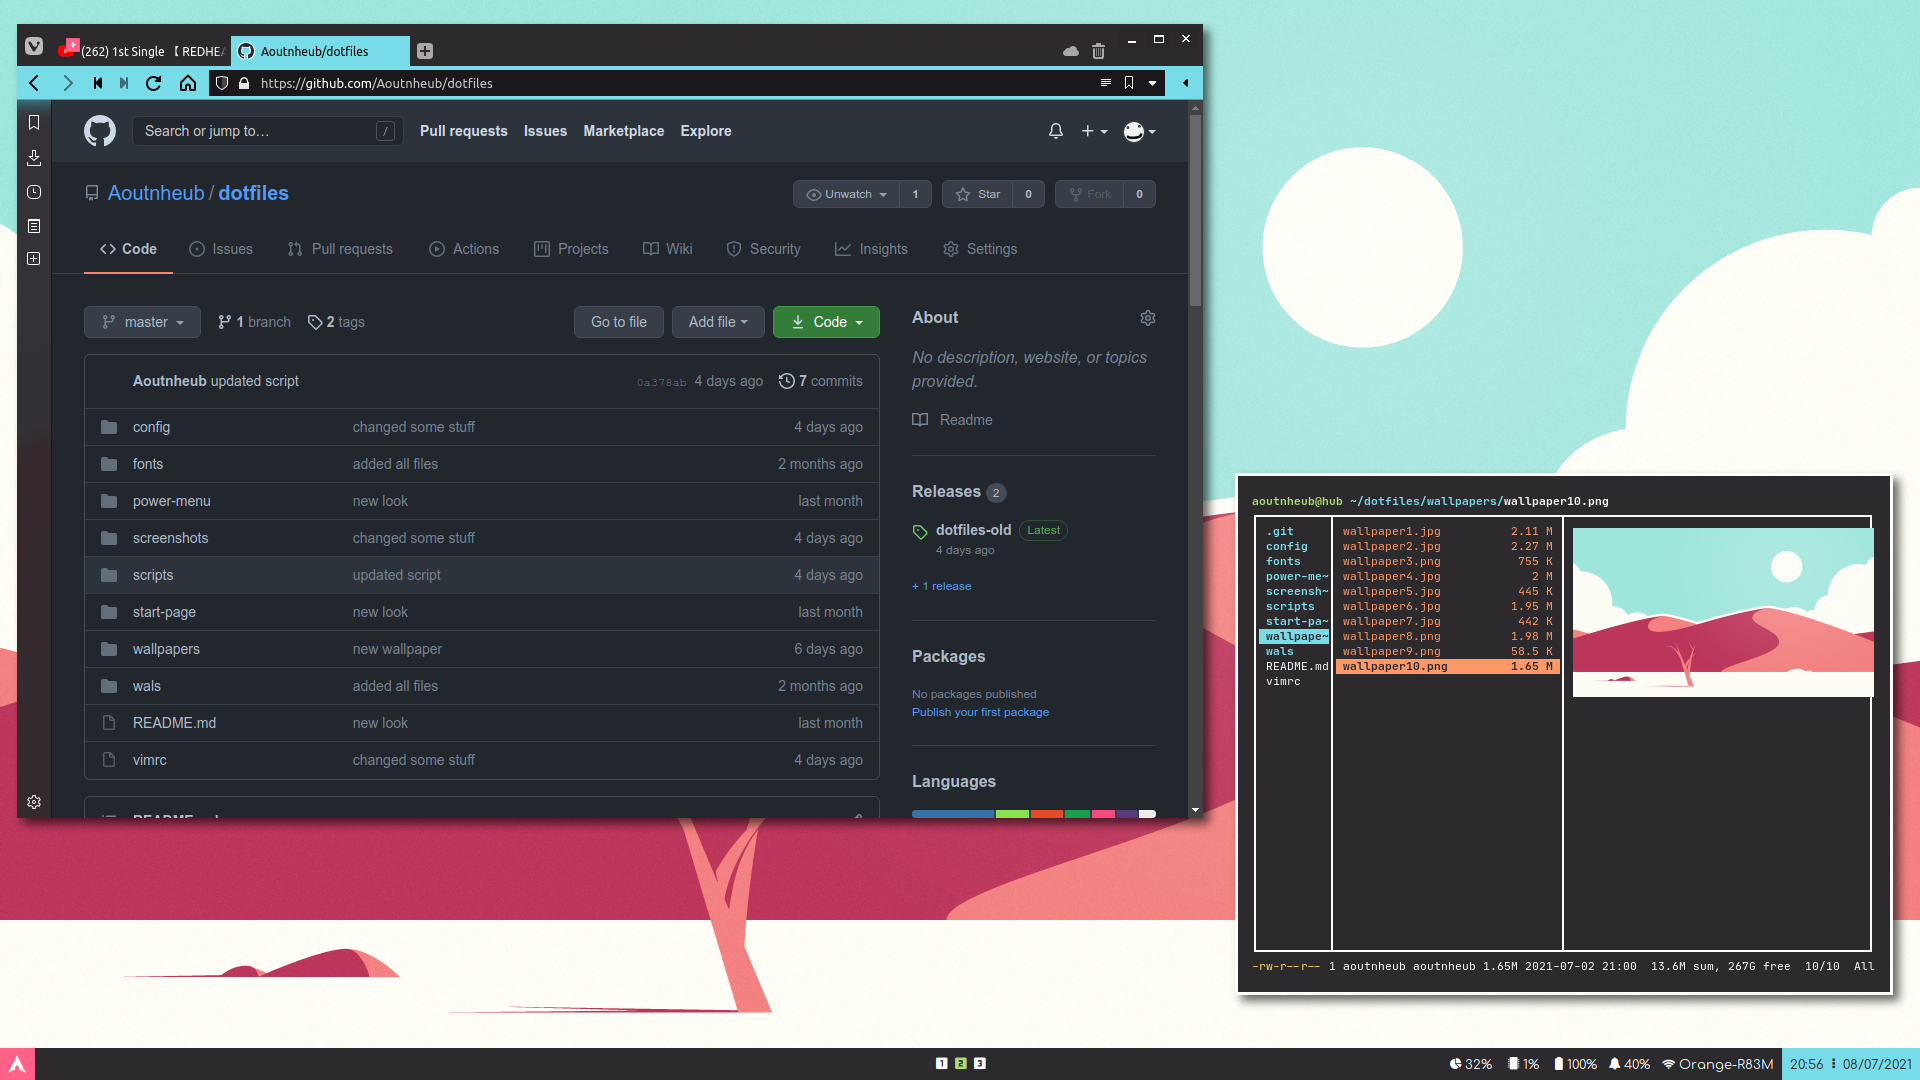 (262) 1st Single 【 REDHEA
Aoutnheub/dotfiles
https://github.com/Aoutnheub/dotfiles
Search or jump to… /
Pull requests Issues Marketplace Explore
Aoutnheub / dotfiles
Unwatch 1 Star 0 Fork 0
Code Issues Pull requests Actions Projects Wiki Security Insights Settings
master 1 branch 2 tags Go to file Add file Code
Aoutnheub updated script 0a378ab 4 days ago 7 commits
config changed some stuff 4 days ago
fonts added all files 2 months ago
power-menu new look last month
screenshots changed some stuff 4 days ago
scripts updated script 4 days ago
start-page new look last month
wallpapers new wallpaper 6 days ago
wals added all files 2 months ago
README.md new look last month
vimrc changed some stuff 4 days ago
About
No description, website, or topics
provided.
Readme
Releases 2
dotfiles-old Latest
4 days ago
+ 1 release
Packages
No packages published
Publish your first package
Languages
aoutnheub@hub ~/dotfiles/wallpapers/wallpaper10.png
.git wallpaper1.jpg 2.11 M
config wallpaper2.jpg 2.27 M
fonts wallpaper3.png 755 K
power-me~ wallpaper4.jpg 2 M
screensh~ wallpaper5.jpg 445 K
scripts wallpaper6.jpg 1.95 M
start-pa~ wallpaper7.jpg 442 K
wallpape~ wallpaper8.png 1.98 M
wals wallpaper9.png 58.5 K
README.md wallpaper10.png 1.65 M
vimrc
-rw-r--r-- 1 aoutnheub aoutnheub 1.65M 2021-07-02 21:00 13.6M sum, 267G free 10/10 All
1 2 3
32% 1% 100% 40% Orange-R83M 20:56 08/07/2021